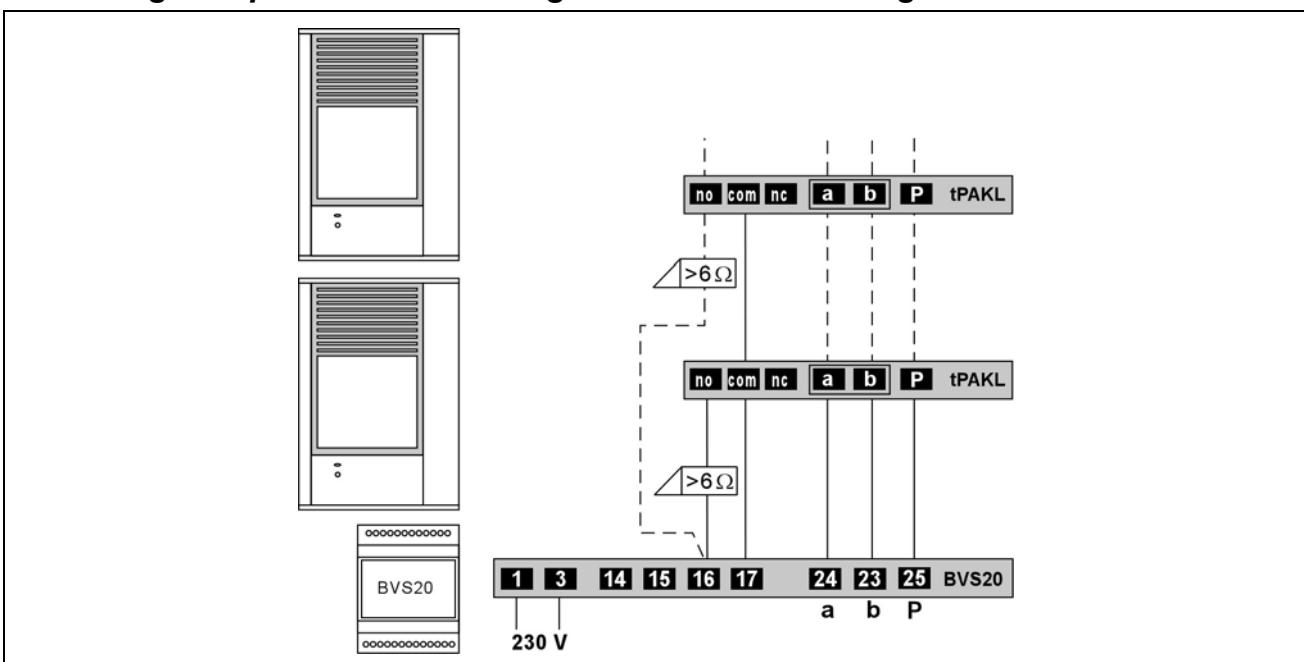 no com nc a b P tPAKL
>6Ω
no com nc a b P tPAKL
>6Ω
BVS20
1 3 14 15 16 17 24 23 25 BVS20
a b P
230 V